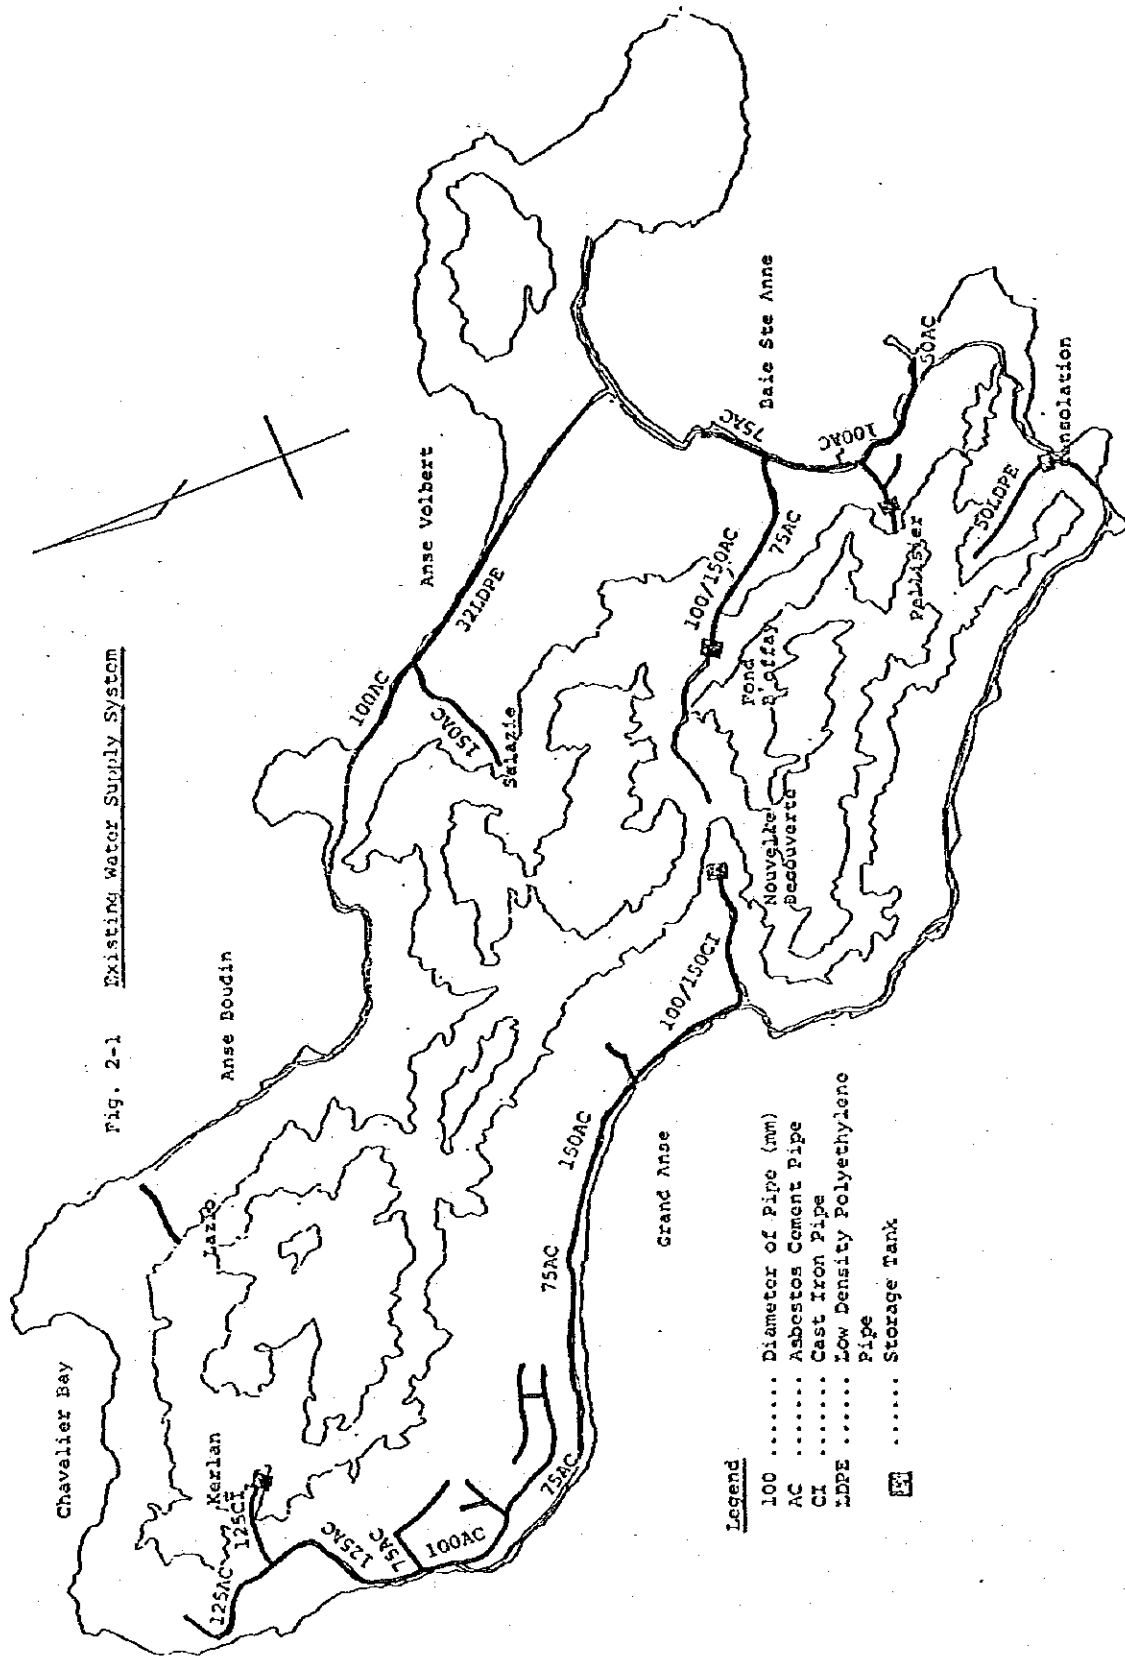 Fig. 2-1 Existing Water Supply System
Chavalier Bay
Anse Boudin
Anse Volbert
Baie Ste Anne
Grand Anse
Lazio
Kerlan
Salazie
Nouvelle
Decouverte
Fond
B'offay
Pellisier
125AC
125CI
125AC
75AC
100AC
75AC
75AC
150AC
100/150CI
100AC
150AC
32LDPE
100/150AC
75AC
75AC
100AC
50AC
50LDPE
Legend
100 ....... Diameter of Pipe (mm)
AC ....... Asbestos Cement Pipe
CI ....... Cast Iron Pipe
LDPE ...... Low Density Polyethylene
Pipe
..... Storage Tank